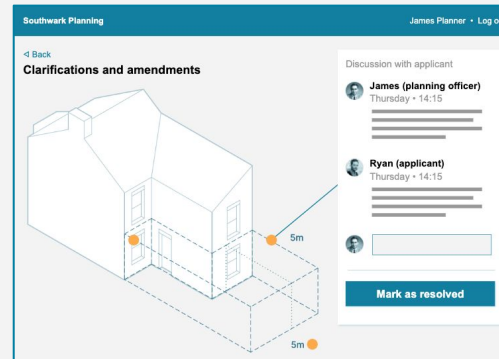 Southwark Planning
James Planner • Log o
◁ Back
Clarifications and amendments
Discussion with applicant
James (planning officer)
Thursday • 14:15
Ryan (applicant)
Thursday • 14:15
5m
5m
Mark as resolved